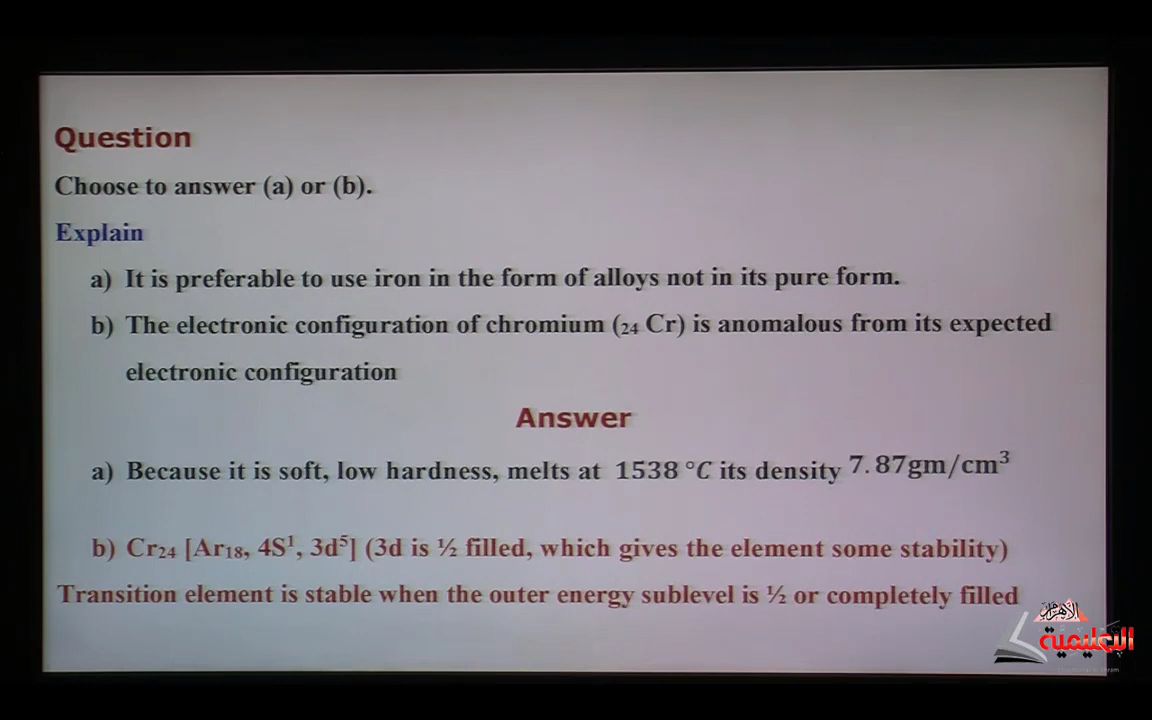 Question
Choose to answer (a) or (b).
Explain
a) It is preferable to use iron in the form of alloys not in its pure form.
b) The electronic configuration of chromium (₂₄ Cr) is anomalous from its expected
electronic configuration
Answer
a) Because it is soft, low hardness, melts at 1538 °C its density 7.87gm/cm³
b) Cr₂₄ [Ar₁₈, 4S¹, 3d⁵] (3d is ½ filled, which gives the element some stability)
Transition element is stable when the outer energy sublevel is ½ or completely filled
الأهرام
التعليمية